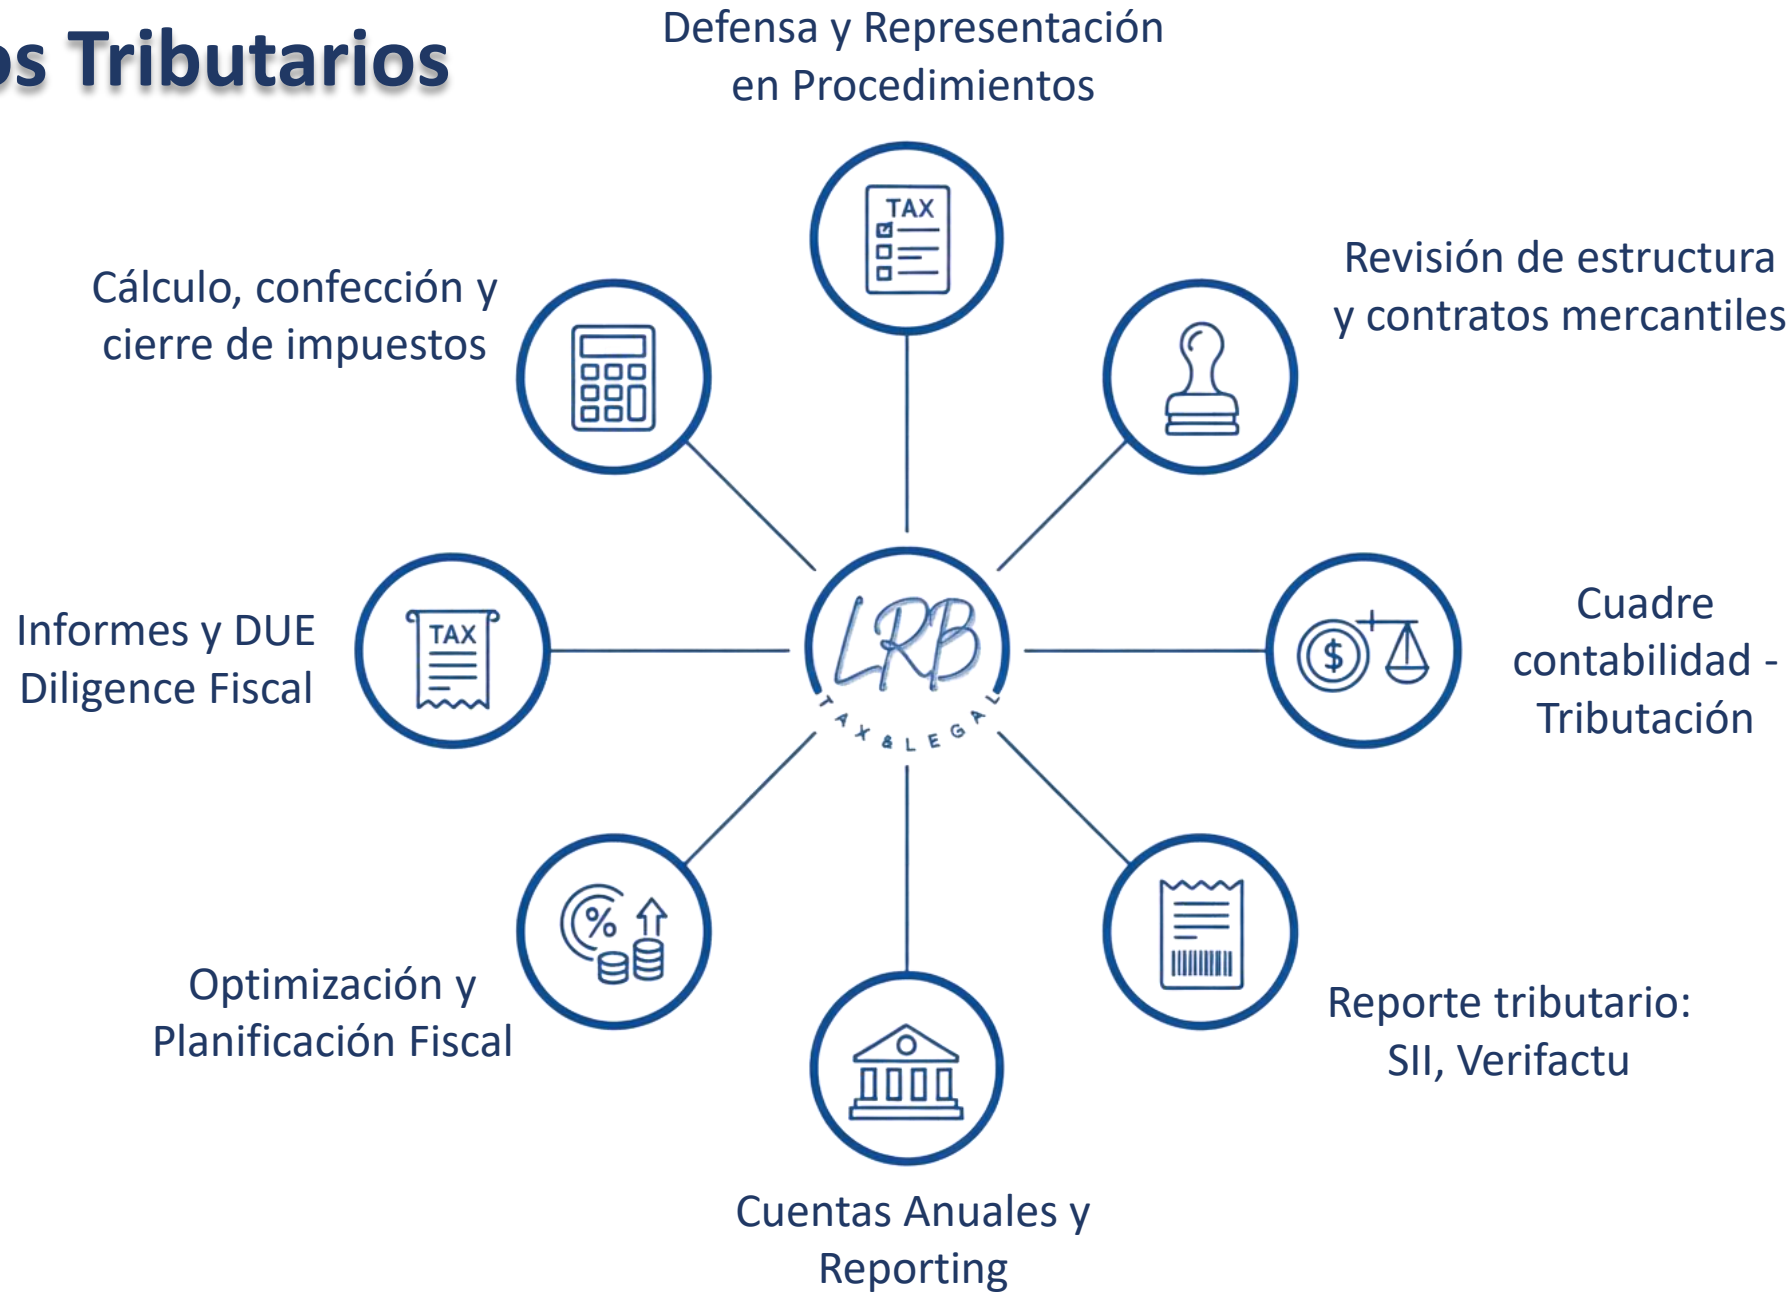 os Tributarios
Defensa y Representación
en Procedimientos
TAX
Cálculo, confección y
cierre de impuestos
Revisión de estructura
y contratos mercantiles
Informes y DUE
Diligence Fiscal
TAX
LRB
TAX & LEGAL
$
Cuadre
contabilidad -
Tributación
%
Optimización y
Planificación Fiscal
Reporte tributario:
SII, Verifactu
Cuentas Anuales y
Reporting